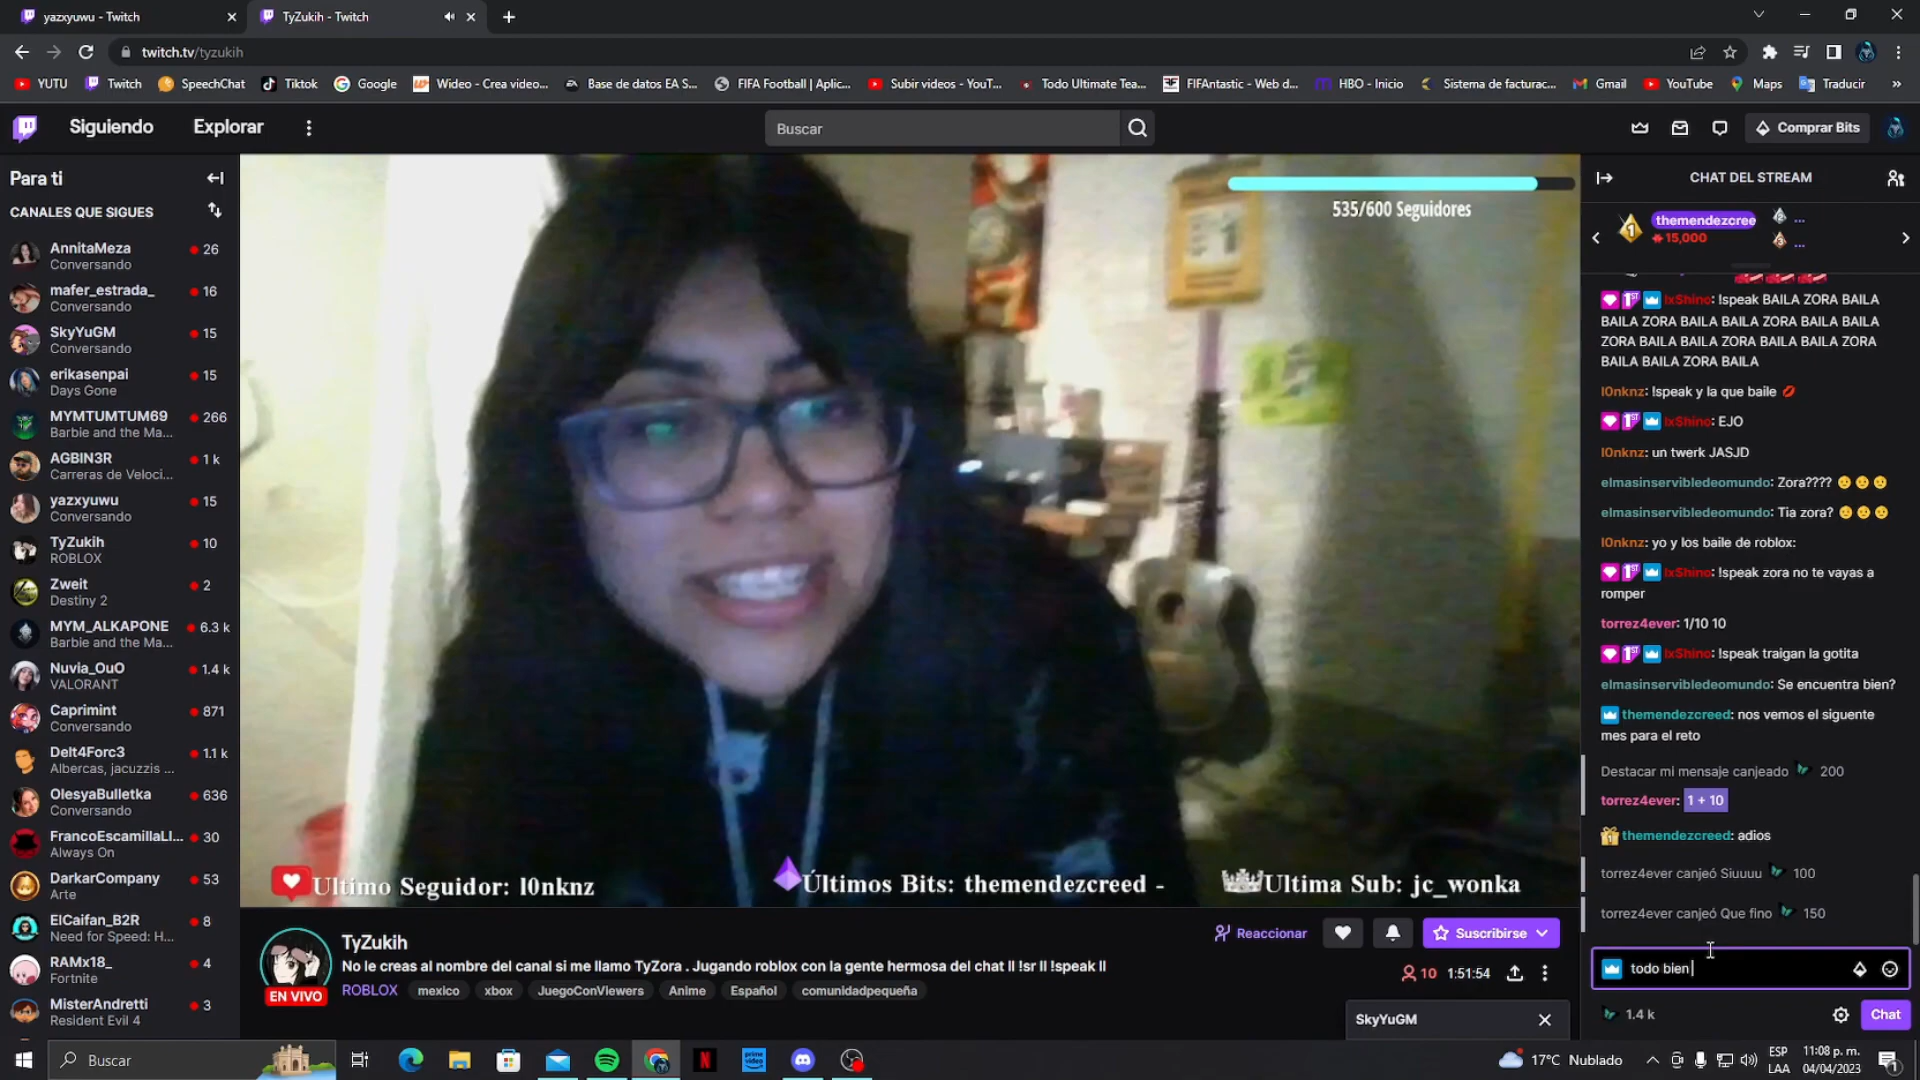 yazxyuwu - Twitch
TyZukih - Twitch
twitch.tv/tyzukih
YUTU
Twitch
SpeechChat
Tiktok
Google
Wideo - Crea video...
Base de datos EA S...
FIFA Football | Aplic...
Subir videos - YouT...
Todo Ultimate Tea...
FIFAntastic - Web d...
HBO - Inicio
Sistema de facturac...
Gmail
YouTube
Maps
Traducir
Siguiendo
Explorar
Buscar
Comprar Bits
Para ti
CANALES QUE SIGUES
AnnitaMeza
26
Conversando
mafer_estrada_
16
Conversando
SkyYuGM
15
Conversando
erikasenpai
15
Days Gone
MYMTUMTUM69
266
Barbie and the Ma...
AGBIN3R
1 k
Carreras de Veloci...
yazxyuwu
15
Conversando
TyZukih
10
ROBLOX
Zweit
2
Destiny 2
MYM_ALKAPONE
6.3 k
Barbie and the Ma...
Nuvia_OuO
1.4 k
VALORANT
Caprimint
871
Conversando
Delt4Forc3
1.1 k
Albercas, jacuzzis ...
OlesyaBulletka
636
Conversando
FrancoEscamillaLI...
30
Always On
DarkarCompany
53
Arte
ElCaifan_B2R
8
Need for Speed: H...
RAMx18_
4
Fortnite
MisterAndretti
3
Resident Evil 4
535/600 Seguidores
Ultimo Seguidor: l0nknz
Últimos Bits: themendezcreed -
Ultima Sub: jc_wonka
TyZukih
No le creas al nombre del canal si me llamo TyZora . Jugando roblox con la gente hermosa del chat ll !sr ll !speak ll
EN VIVO
ROBLOX
mexico
xbox
JuegoConViewers
Anime
Español
comunidadpequeña
Reaccionar
Suscribirse
10
1:51:54
SkyYuGM
CHAT DEL STREAM
1
themendezcree
15,000
...
...
IxShino: !speak BAILA ZORA BAILA
BAILA ZORA BAILA BAILA ZORA BAILA BAILA
ZORA BAILA BAILA ZORA BAILA BAILA ZORA
BAILA BAILA ZORA BAILA
l0nknz: !speak y la que baile 💋
IxShino: EJO
l0nknz: un twerk JASJD
elmasinservibledeomundo: Zora????
elmasinservibledeomundo: Tia zora?
l0nknz: yo y los baile de roblox:
IxShino: !speak zora no te vayas a
romper
torrez4ever: 1/10 10
IxShino: !speak traigan la gotita
elmasinservibledeomundo: Se encuentra bien?
themendezcreed: nos vemos el siguente
mes para el reto
Destacar mi mensaje canjeado 200
torrez4ever: 1 + 10
themendezcreed: adios
torrez4ever canjeó Siuuuu 100
torrez4ever canjeó Que fino 150
todo bien
1.4 k
Chat
Buscar
17°C Nublado
ESP
LAA
11:08 p. m.
04/04/2023
1